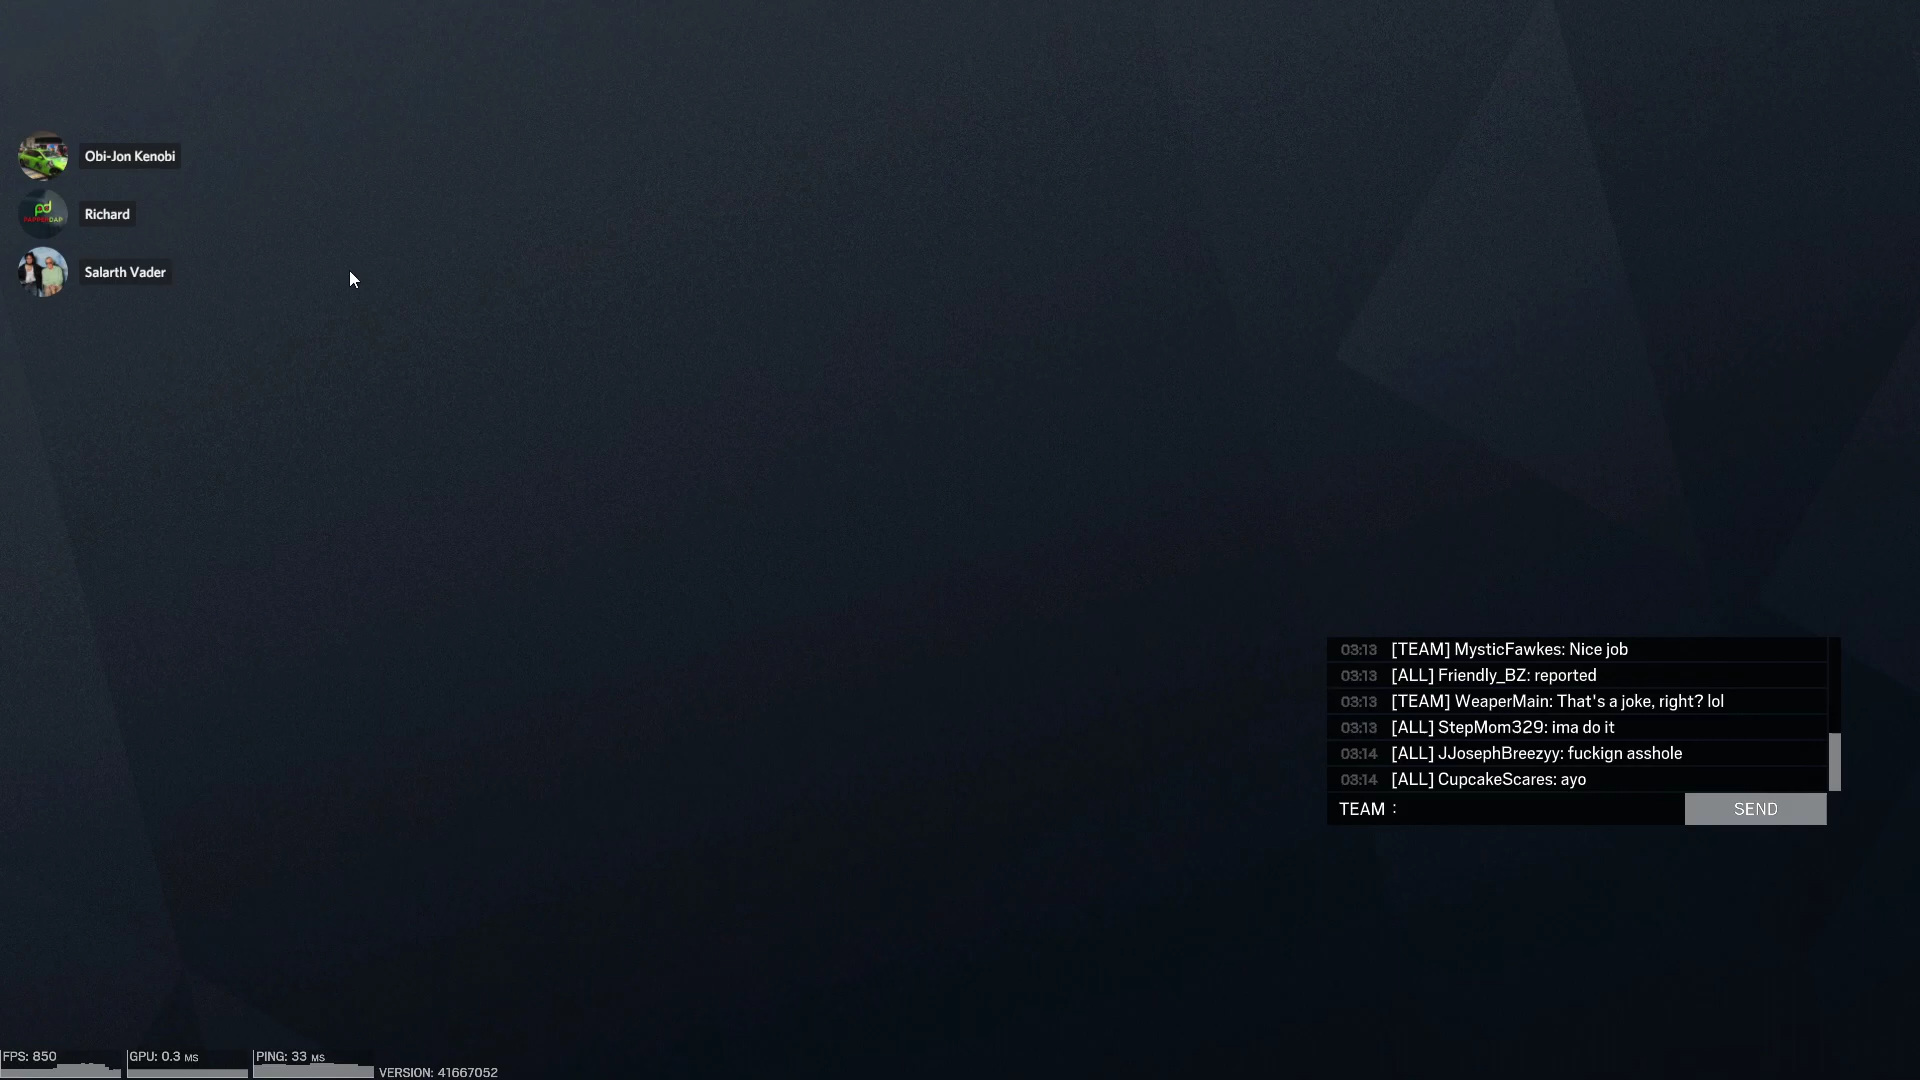 Obi-Jon Kenobi
pd
Richard
Salarth Vader
03:13 [TEAM] MysticFawkes: Nice job
03:13 [ALL] Friendly_BZ: reported
03:13 [TEAM] WeaperMain: That's a joke, right? lol
03:13 [ALL] StepMom329: ima do it
03:14 [ALL] JJosephBreezyy: fuckign asshole
03:14 [ALL] CupcakeScares: ayo
TEAM : SEND
FPS: 850 GPU: 0.3 MS PING: 33 MS
VERSION: 41667052